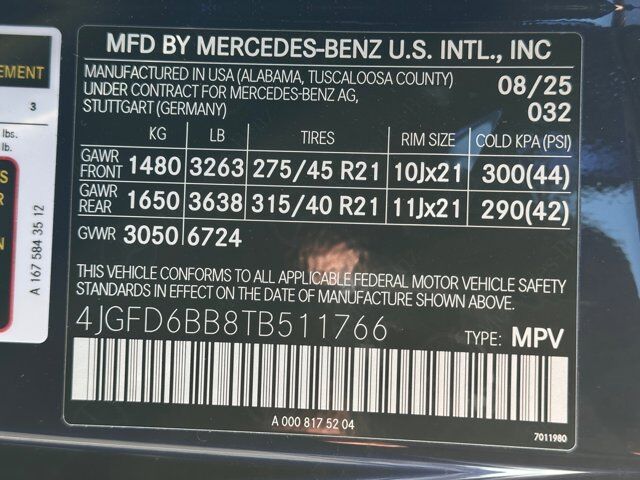 MFD BY MERCEDES-BENZ U.S. INTL., INC
MANUFACTURED IN USA (ALABAMA, TUSCALOOSA COUNTY)
UNDER CONTRACT FOR MERCEDES-BENZ AG,
STUTTGART (GERMANY)
08/25
032
KG LB TIRES RIM SIZE COLD KPA (PSI)
GAWR FRONT 1480 3263 275/45 R21 10Jx21 300(44)
GAWR REAR 1650 3638 315/40 R21 11Jx21 290(42)
GWR 3050 6724
THIS VEHICLE CONFORMS TO ALL APPLICABLE FEDERAL MOTOR VEHICLE SAFETY
STANDARDS IN EFFECT ON THE DATE OF MANUFACTURE SHOWN ABOVE.
4JGFD6BB8TB511766 TYPE: MPV
A 000 817 52 04
7011980
EMENT
3
lbs.
A 167 584 35 12